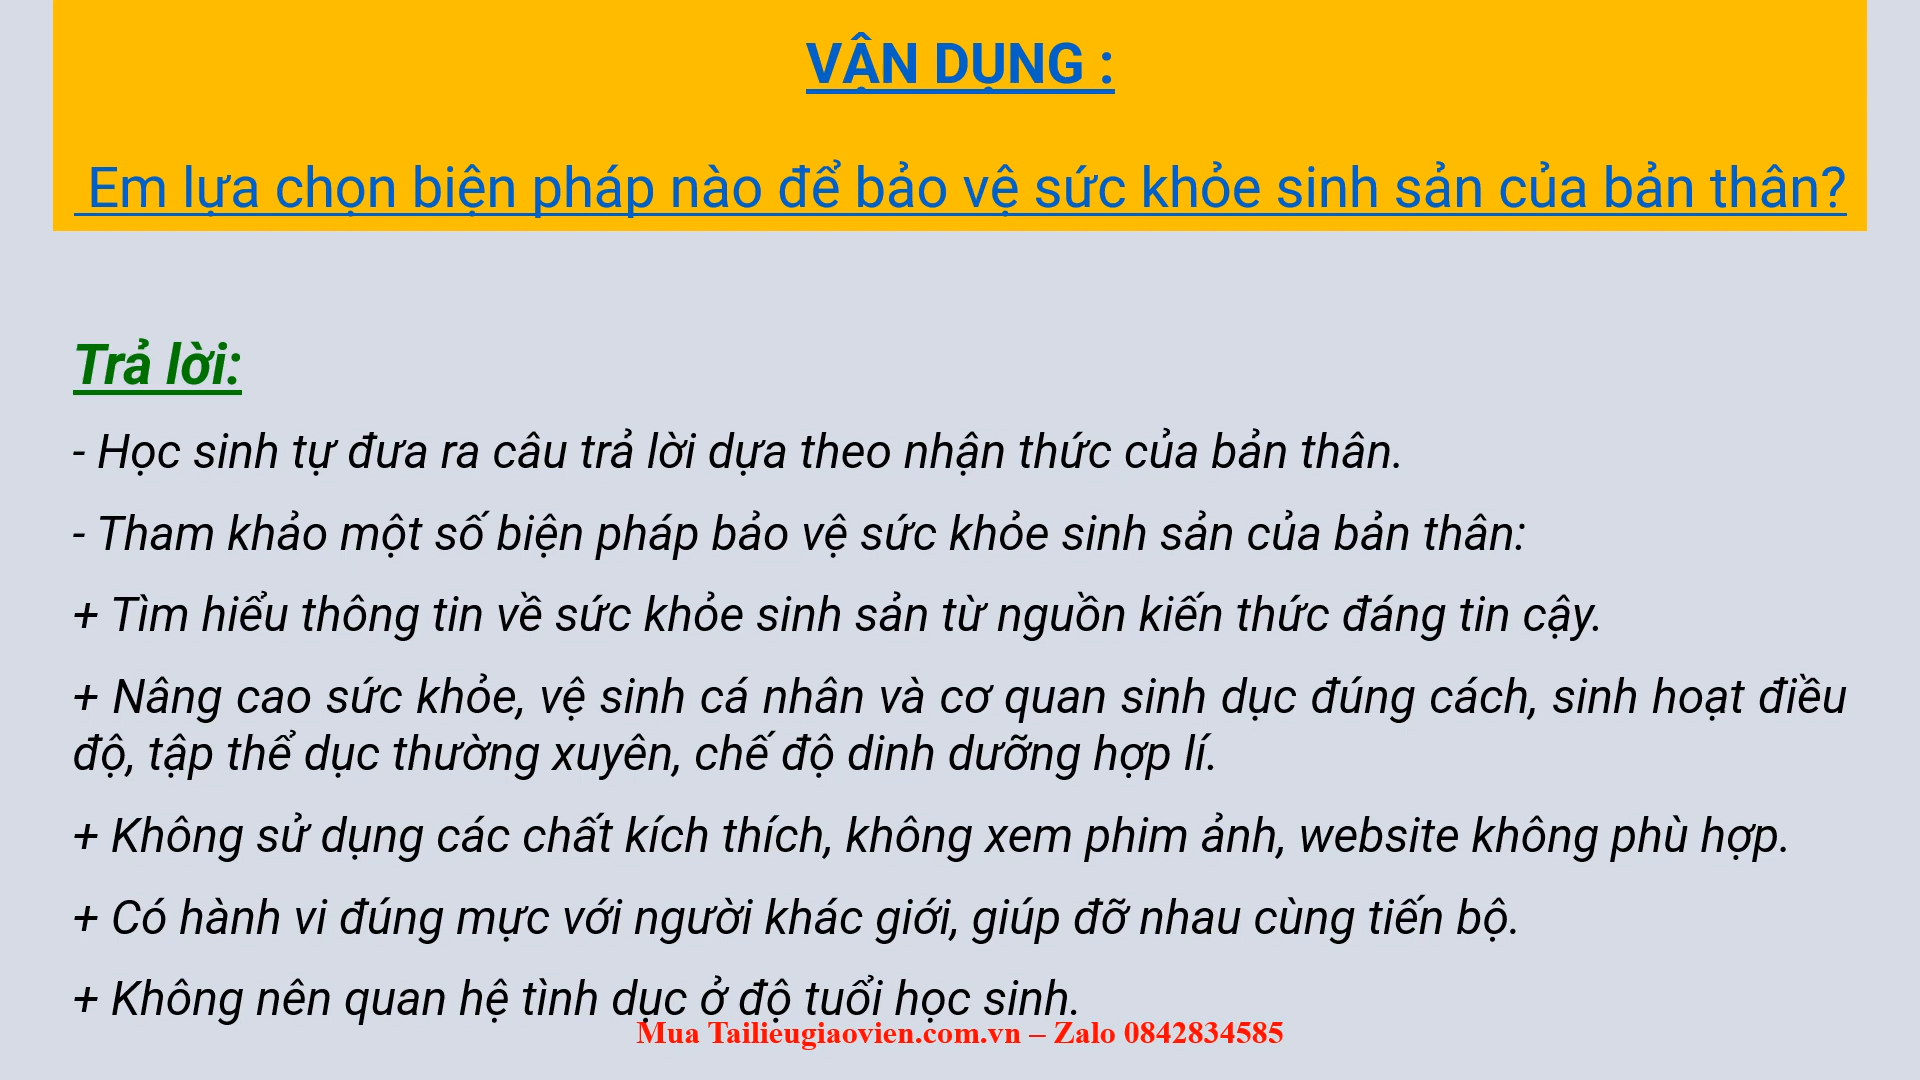 VẬN DỤNG :
Em lựa chọn biện pháp nào để bảo vệ sức khỏe sinh sản của bản thân?
Trả lời:
- Học sinh tự đưa ra câu trả lời dựa theo nhận thức của bản thân.
- Tham khảo một số biện pháp bảo vệ sức khỏe sinh sản của bản thân:
+ Tìm hiểu thông tin về sức khỏe sinh sản từ nguồn kiến thức đáng tin cậy.
+ Nâng cao sức khỏe, vệ sinh cá nhân và cơ quan sinh dục đúng cách, sinh hoạt điều
độ, tập thể dục thường xuyên, chế độ dinh dưỡng hợp lí.
+ Không sử dụng các chất kích thích, không xem phim ảnh, website không phù hợp.
+ Có hành vi đúng mực với người khác giới, giúp đỡ nhau cùng tiến bộ.
+ Không nên quan hệ tình dục ở độ tuổi học sinh.
Mua Tailieugiaovien.com.vn – Zalo 0842834585